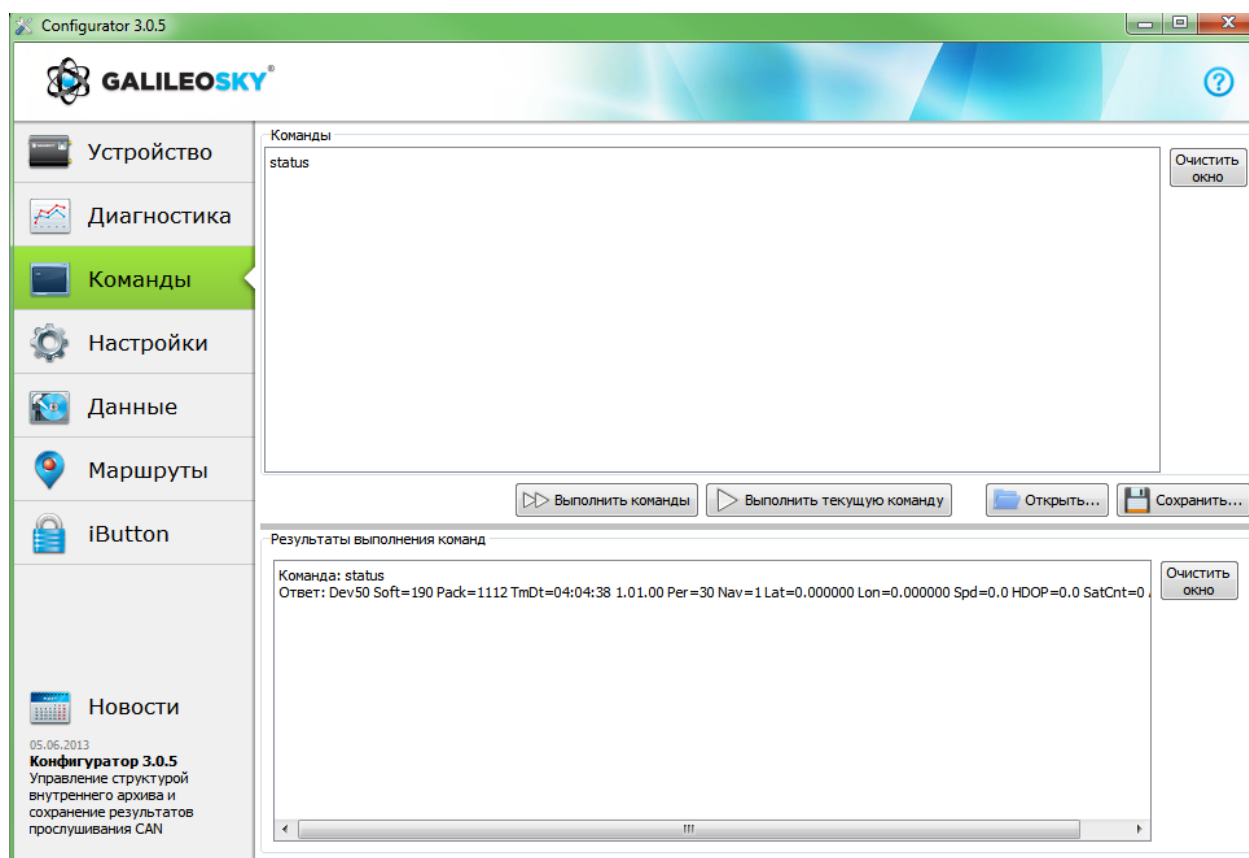 Configurator 3.0.5
GALILEOSKY®
Устройство
Диагностика
Команды
Настройки
Данные
Маршруты
iButton
Новости
05.06.2013
Конфигуратор 3.0.5
Управление структурой
внутреннего архива и
сохранение результатов
прослушивания CAN
Команды
status
Очистить
окно
Выполнить команды
Выполнить текущую команду
Открыть...
Сохранить...
Результаты выполнения команд
Команда: status
Ответ: Dev50 Soft=190 Pack=1112 TmDt=04:04:38 1.01.00 Per=30 Nav=1 Lat=0.000000 Lon=0.000000 Spd=0.0 HDOP=0.0 SatCnt=0
Очистить
окно